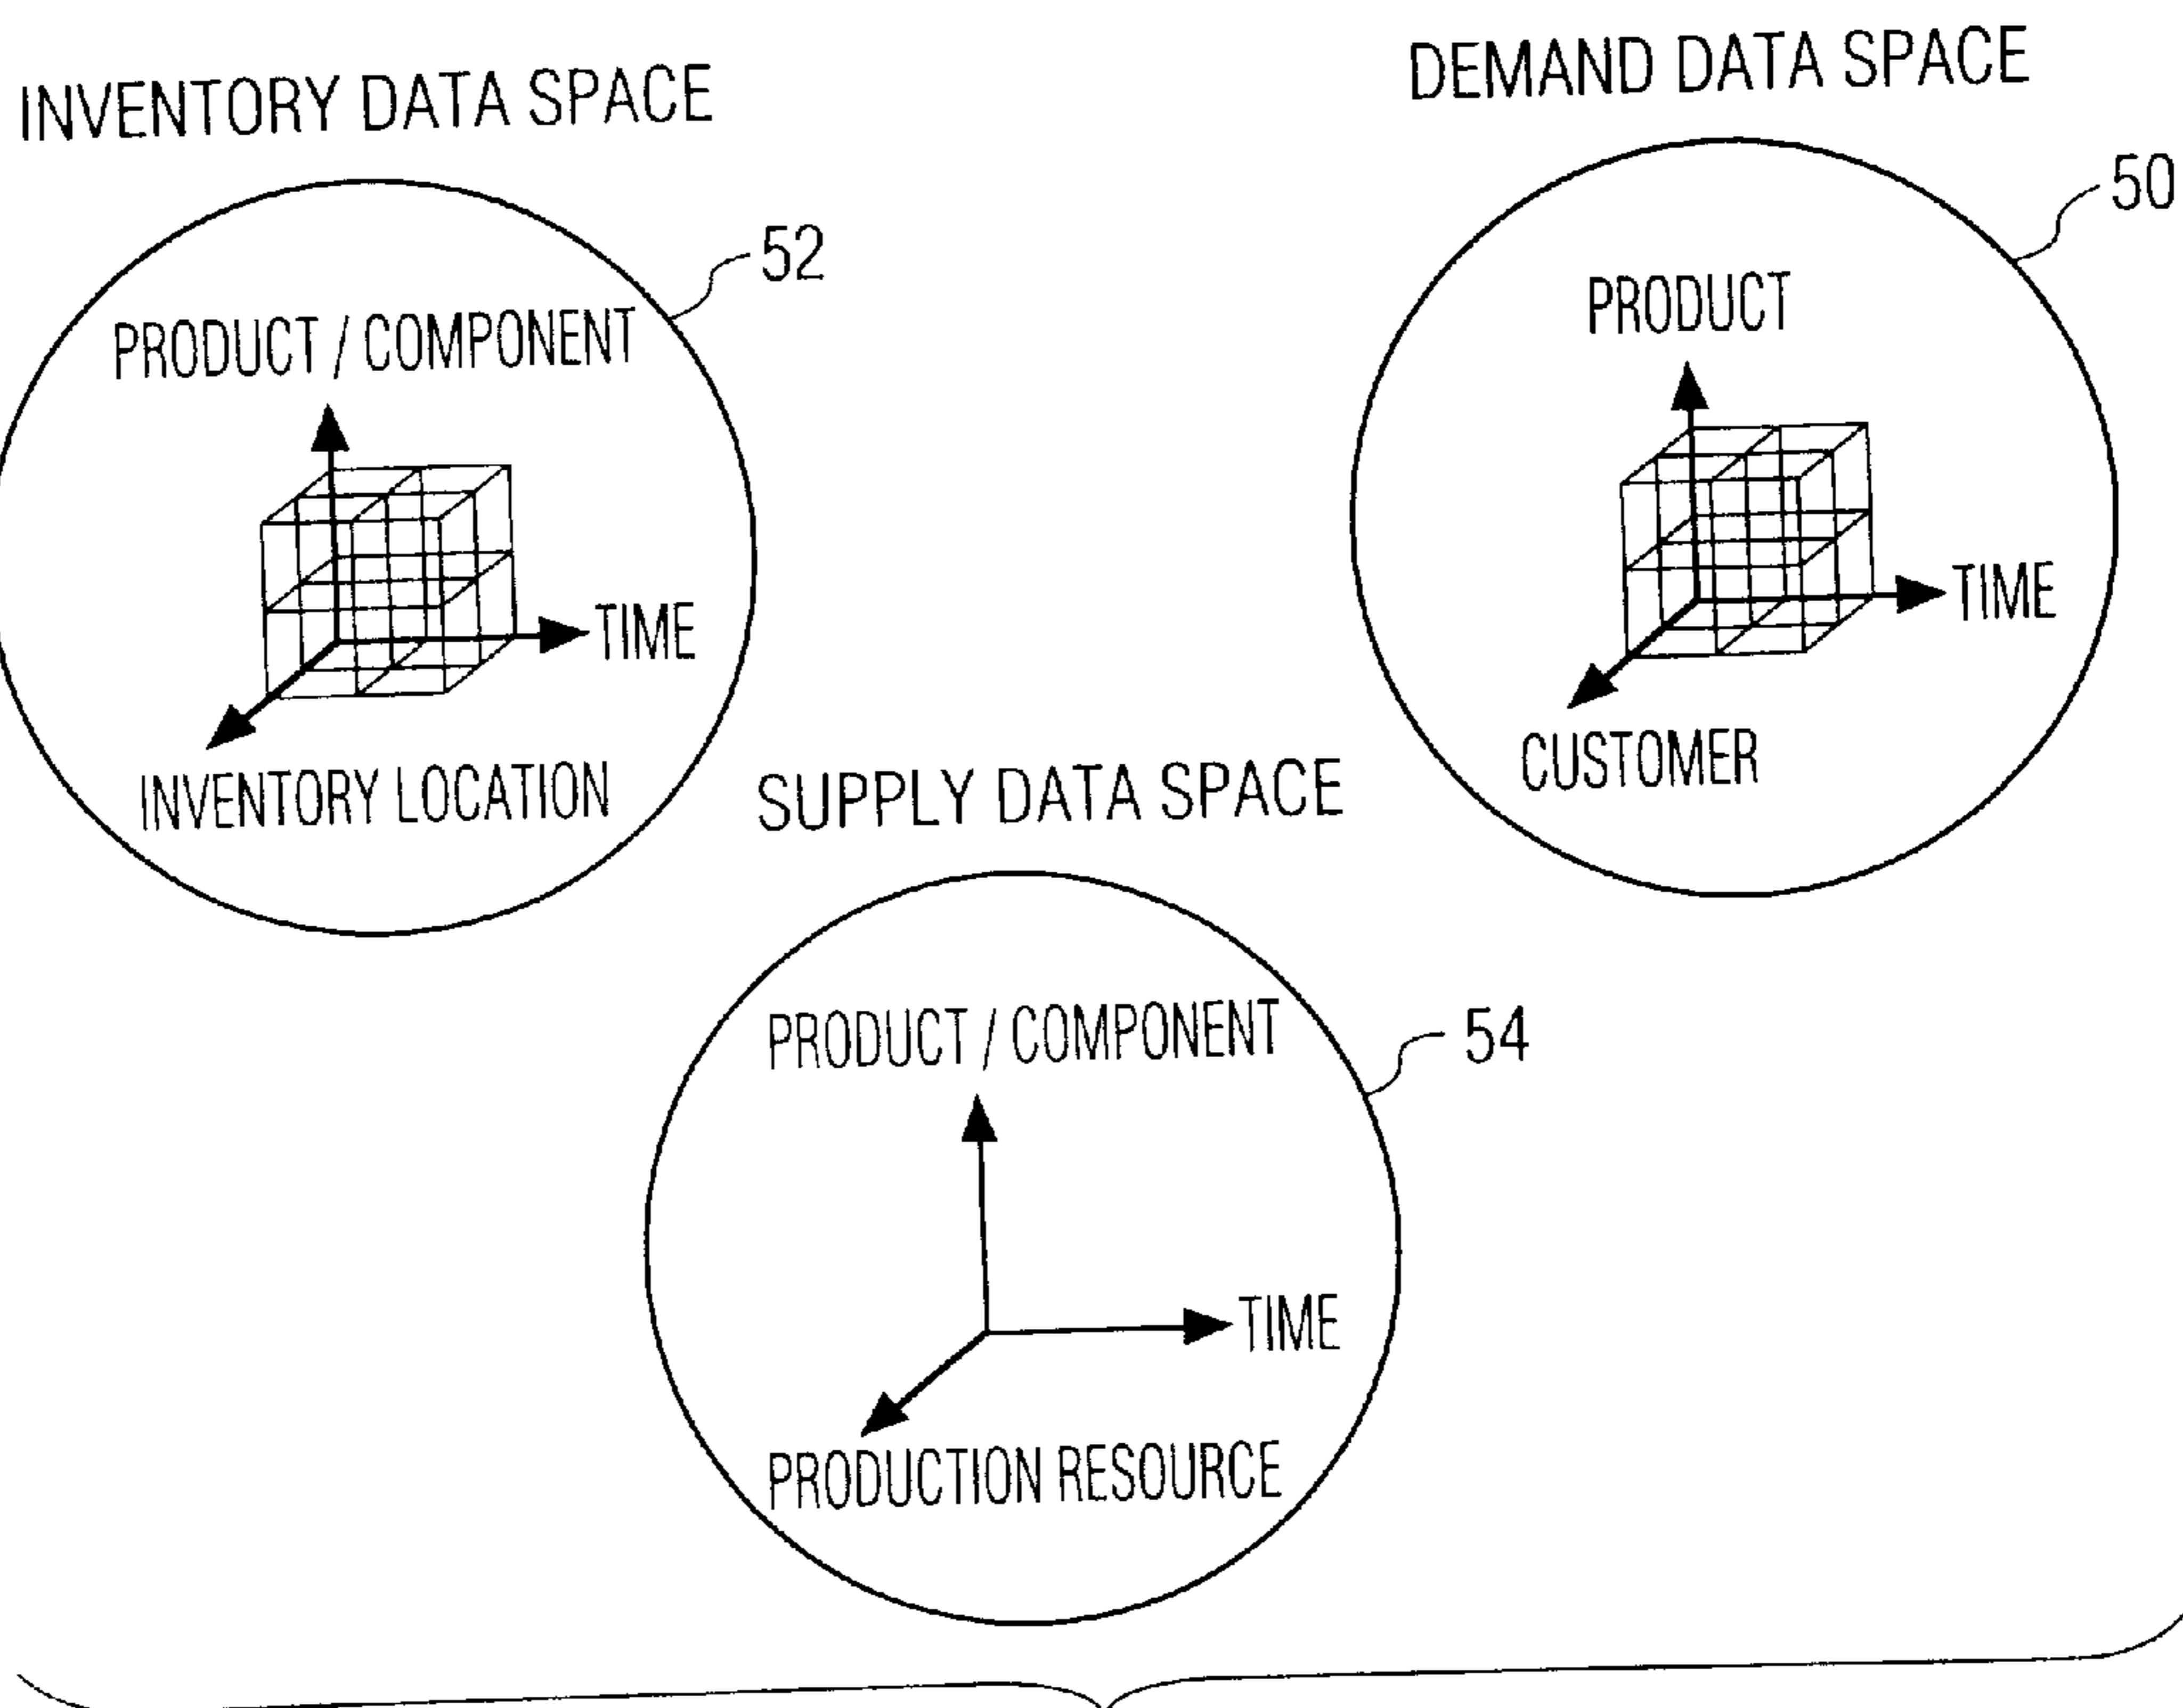 INVENTORY DATA SPACE
52
PRODUCT / COMPONENT
TIME
INVENTORY LOCATION
DEMAND DATA SPACE
50
PRODUCT
TIME
CUSTOMER
SUPPLY DATA SPACE
54
PRODUCT / COMPONENT
TIME
PRODUCTION RESOURCE